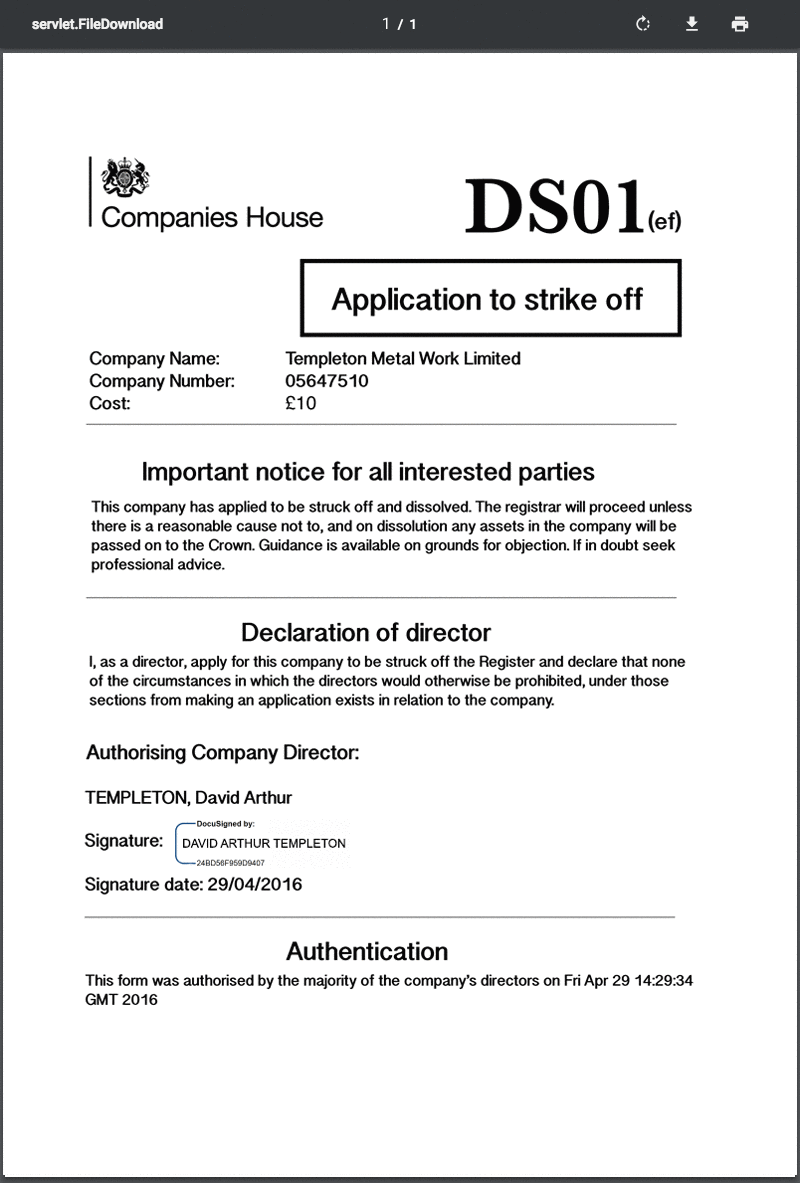 servlet.FileDownload
1 / 1
Companies House
DS01(ef)
Application to strike off
Company Name: Templeton Metal Work Limited
Company Number: 05647510
Cost: £10
Important notice for all interested parties
This company has applied to be struck off and dissolved. The registrar will proceed unless
there is a reasonable cause not to, and on dissolution any assets in the company will be
passed on to the Crown. Guidance is available on grounds for objection. If in doubt seek
professional advice.
Declaration of director
I, as a director, apply for this company to be struck off the Register and declare that none
of the circumstances in which the directors would otherwise be prohibited, under those
sections from making an application exists in relation to the company.
Authorising Company Director:
TEMPLETON, David Arthur
DocuSigned by:
Signature: DAVID ARTHUR TEMPLETON
24BD56F959D9407
Signature date: 29/04/2016
Authentication
This form was authorised by the majority of the company's directors on Fri Apr 29 14:29:34
GMT 2016